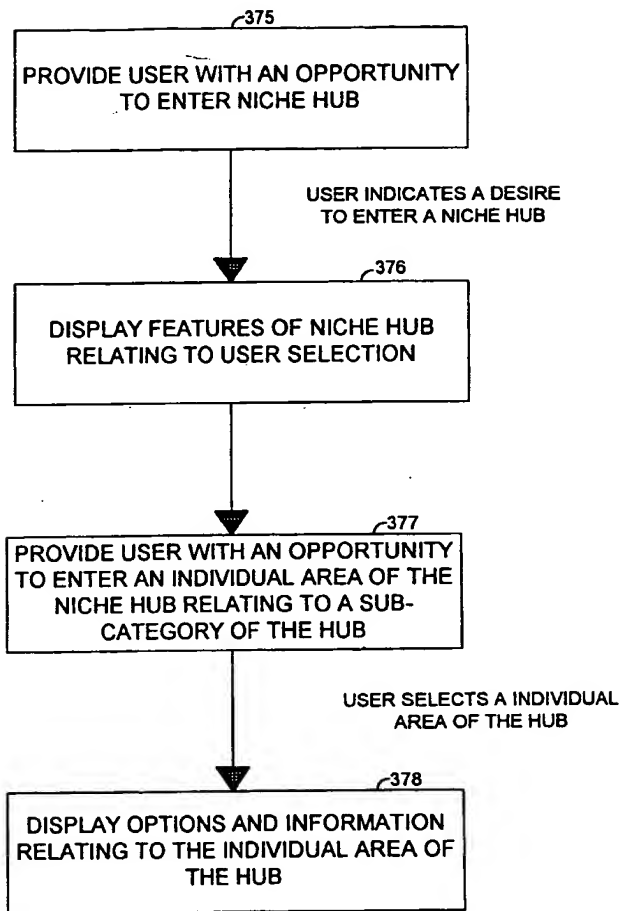 375
PROVIDE USER WITH AN OPPORTUNITY
TO ENTER NICHE HUB
USER INDICATES A DESIRE
TO ENTER A NICHE HUB
376
DISPLAY FEATURES OF NICHE HUB
RELATING TO USER SELECTION
377
PROVIDE USER WITH AN OPPORTUNITY
TO ENTER AN INDIVIDUAL AREA OF THE
NICHE HUB RELATING TO A SUB-
CATEGORY OF THE HUB
USER SELECTS A INDIVIDUAL
AREA OF THE HUB
378
DISPLAY OPTIONS AND INFORMATION
RELATING TO THE INDIVIDUAL AREA OF
THE HUB